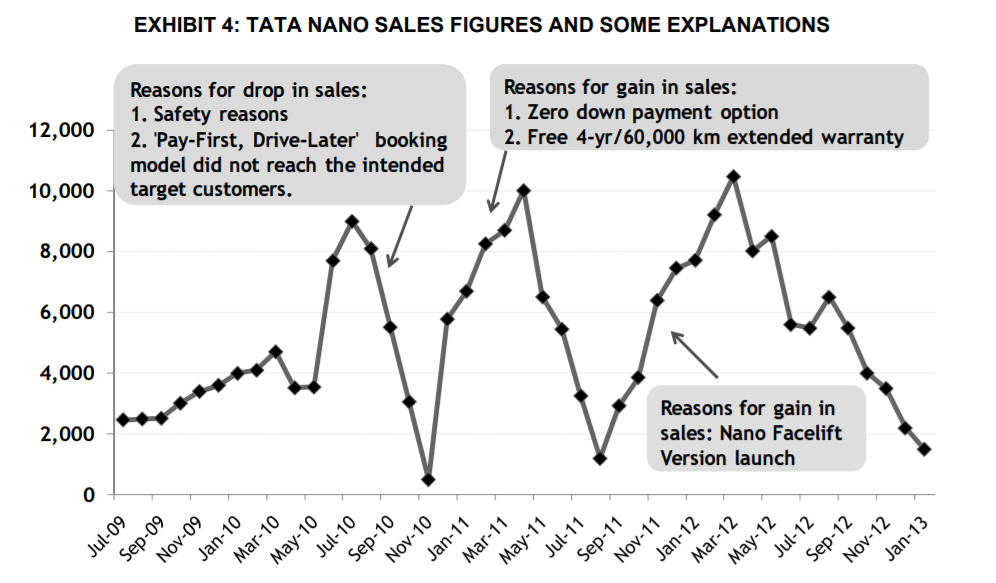 EXHIBIT 4: TATA NANO SALES FIGURES AND SOME EXPLANATIONS
Reasons for drop in sales:
1. Safety reasons
2. 'Pay-First, Drive-Later' booking
model did not reach the intended
target customers.
Reasons for gain in sales:
1. Zero down payment option
2. Free 4-yr/60,000 km extended warranty
12,000
10,000
8,000
6,000
4,000
2,000
0
Reasons for gain in
sales: Nano Facelift
Version launch
Jul-09
Sep-09
Nov-09
Jan-10
Mar-10
May-10
Jul-10
Sep-10
Nov-10
Jan-11
Mar-11
May-11
Jul-11
Sep-11
Nov-11
Jan-12
Mar-12
May-12
Jul-12
Sep-12
Nov-12
Jan-13